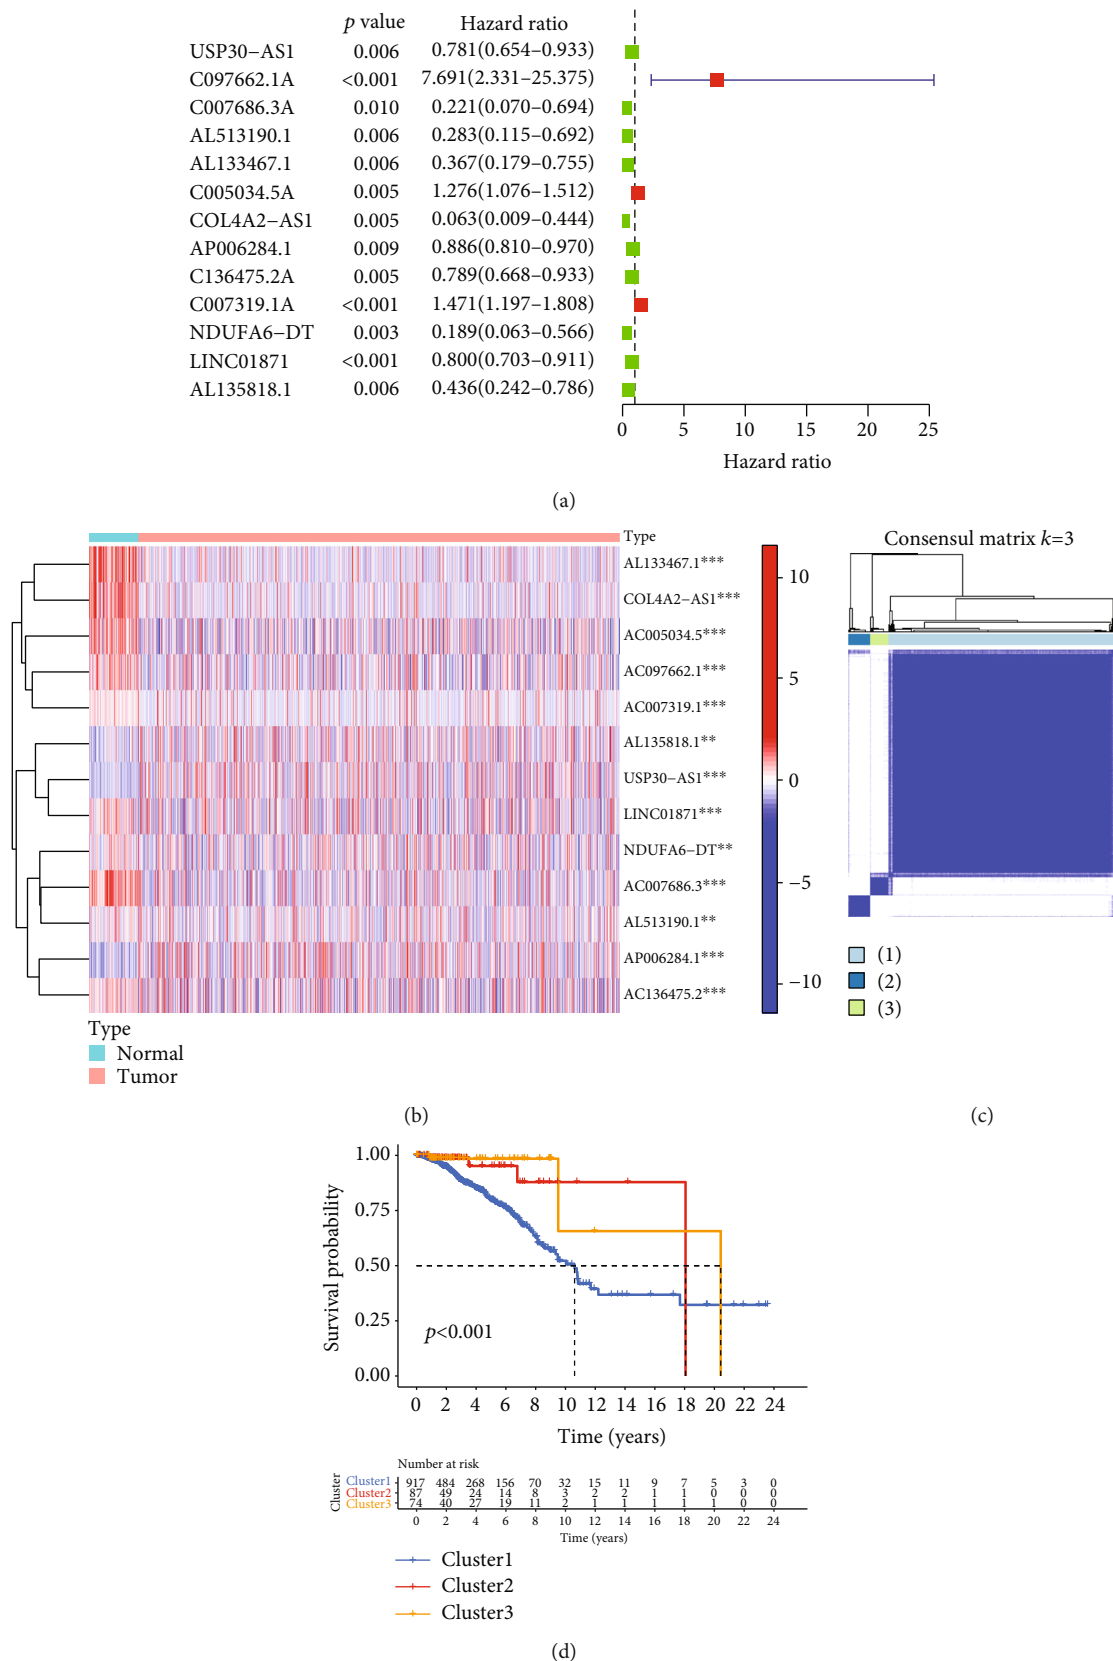 p value Hazard ratio
USP30−AS1 0.006 0.781(0.654–0.933)
C097662.1A <0.001 7.691(2.331–25.375)
C007686.3A 0.010 0.221(0.070–0.694)
AL513190.1 0.006 0.283(0.115–0.692)
AL133467.1 0.006 0.367(0.179–0.755)
C005034.5A 0.005 1.276(1.076–1.512)
COL4A2−AS1 0.005 0.063(0.009–0.444)
AP006284.1 0.009 0.886(0.810–0.970)
C136475.2A 0.005 0.789(0.668–0.933)
C007319.1A <0.001 1.471(1.197–1.808)
NDUFA6−DT 0.003 0.189(0.063–0.566)
LINC01871 <0.001 0.800(0.703–0.911)
AL135818.1 0.006 0.436(0.242–0.786)
0 5 10 15 20 25
Hazard ratio
(a)
Type
AL133467.1***
COL4A2−AS1***
AC005034.5***
AC097662.1***
AC007319.1***
AL135818.1**
USP30−AS1***
LINC01871***
NDUFA6−DT**
AC007686.3***
AL513190.1**
AP006284.1***
AC136475.2***
10
5
0
−5
−10
Type
Normal
Tumor
(b)
Consensul matrix k=3
(1)
(2)
(3)
(c)
Survival probability
1.00
0.75
0.50
0.25
0.00
p<0.001
0 2 4 6 8 10 12 14 16 18 20 22 24
Time (years)
Number at risk
Cluster
Cluster1 917 484 268 156 70 32 15 11 9 7 5 3 0
Cluster2 87 49 24 14 8 3 2 2 1 1 0 0 0
Cluster3 74 40 27 19 11 2 1 1 1 1 1 0 0
0 2 4 6 8 10 12 14 16 18 20 22 24
Time (years)
Cluster1
Cluster2
Cluster3
(d)